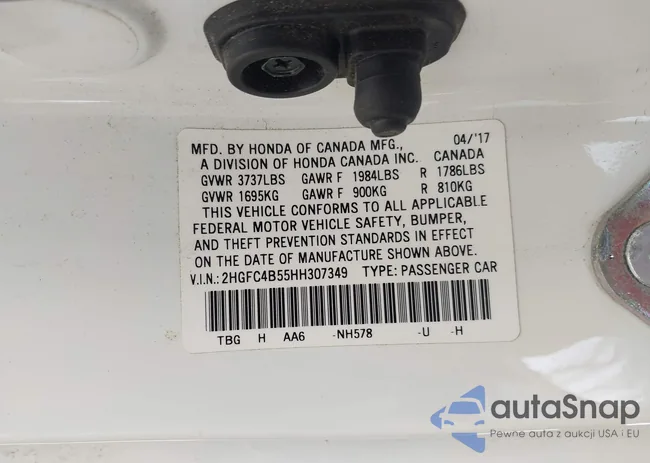 MFD. BY HONDA OF CANADA MFG., 04/'17
A DIVISION OF HONDA CANADA INC. CANADA
GVWR 3737LBS GAWR F 1984LBS R 1786LBS
GVWR 1695KG GAWR F 900KG R 810KG
THIS VEHICLE CONFORMS TO ALL APPLICABLE
FEDERAL MOTOR VEHICLE SAFETY, BUMPER,
AND THEFT PREVENTION STANDARDS IN EFFECT
ON THE DATE OF MANUFACTURE SHOWN ABOVE.
V.I.N.: 2HGFC4B55HH307349 TYPE: PASSENGER CAR
TBG H AA6 -NH578 -U -H
autaSnap
Pewne auta z aukcji USA i EU